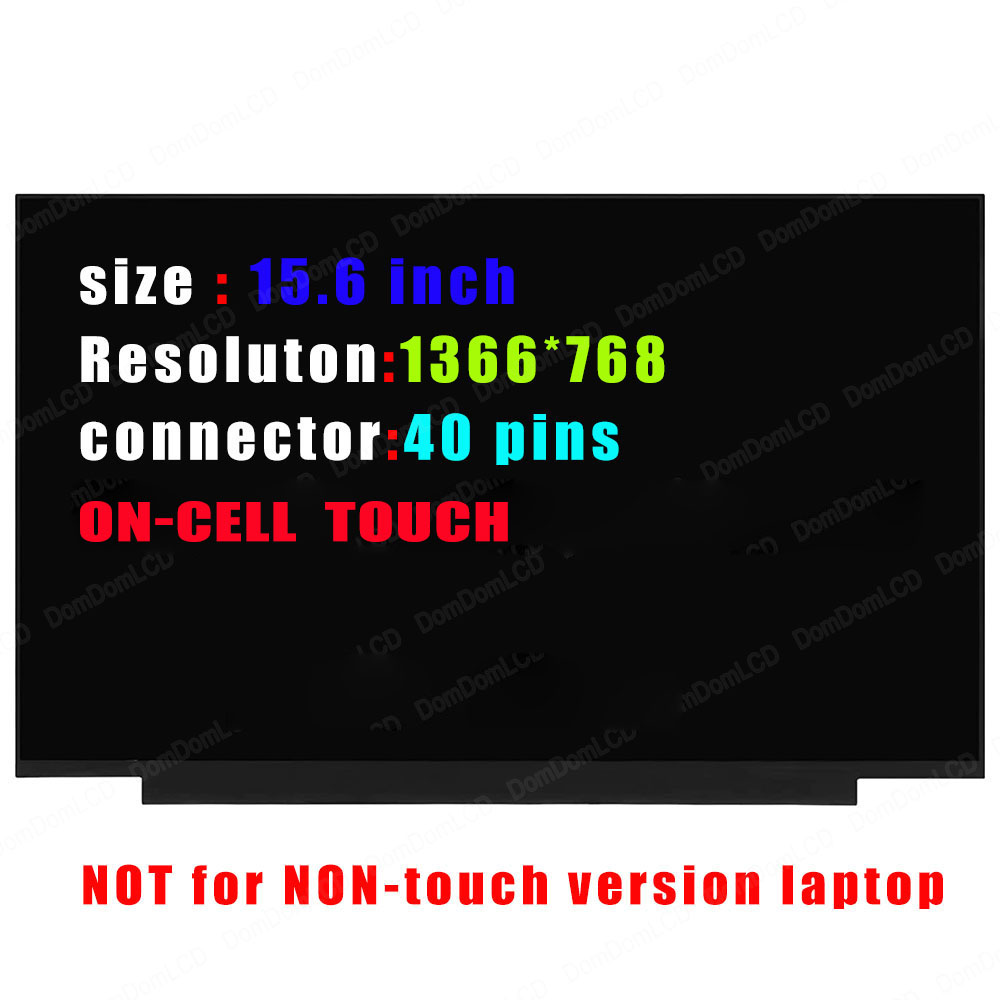 size : 15.6 inch
Resoluton:1366*768
connector:40 pins
ON-CELL TOUCH
NOT for NON-touch version laptop
DomDomLCD